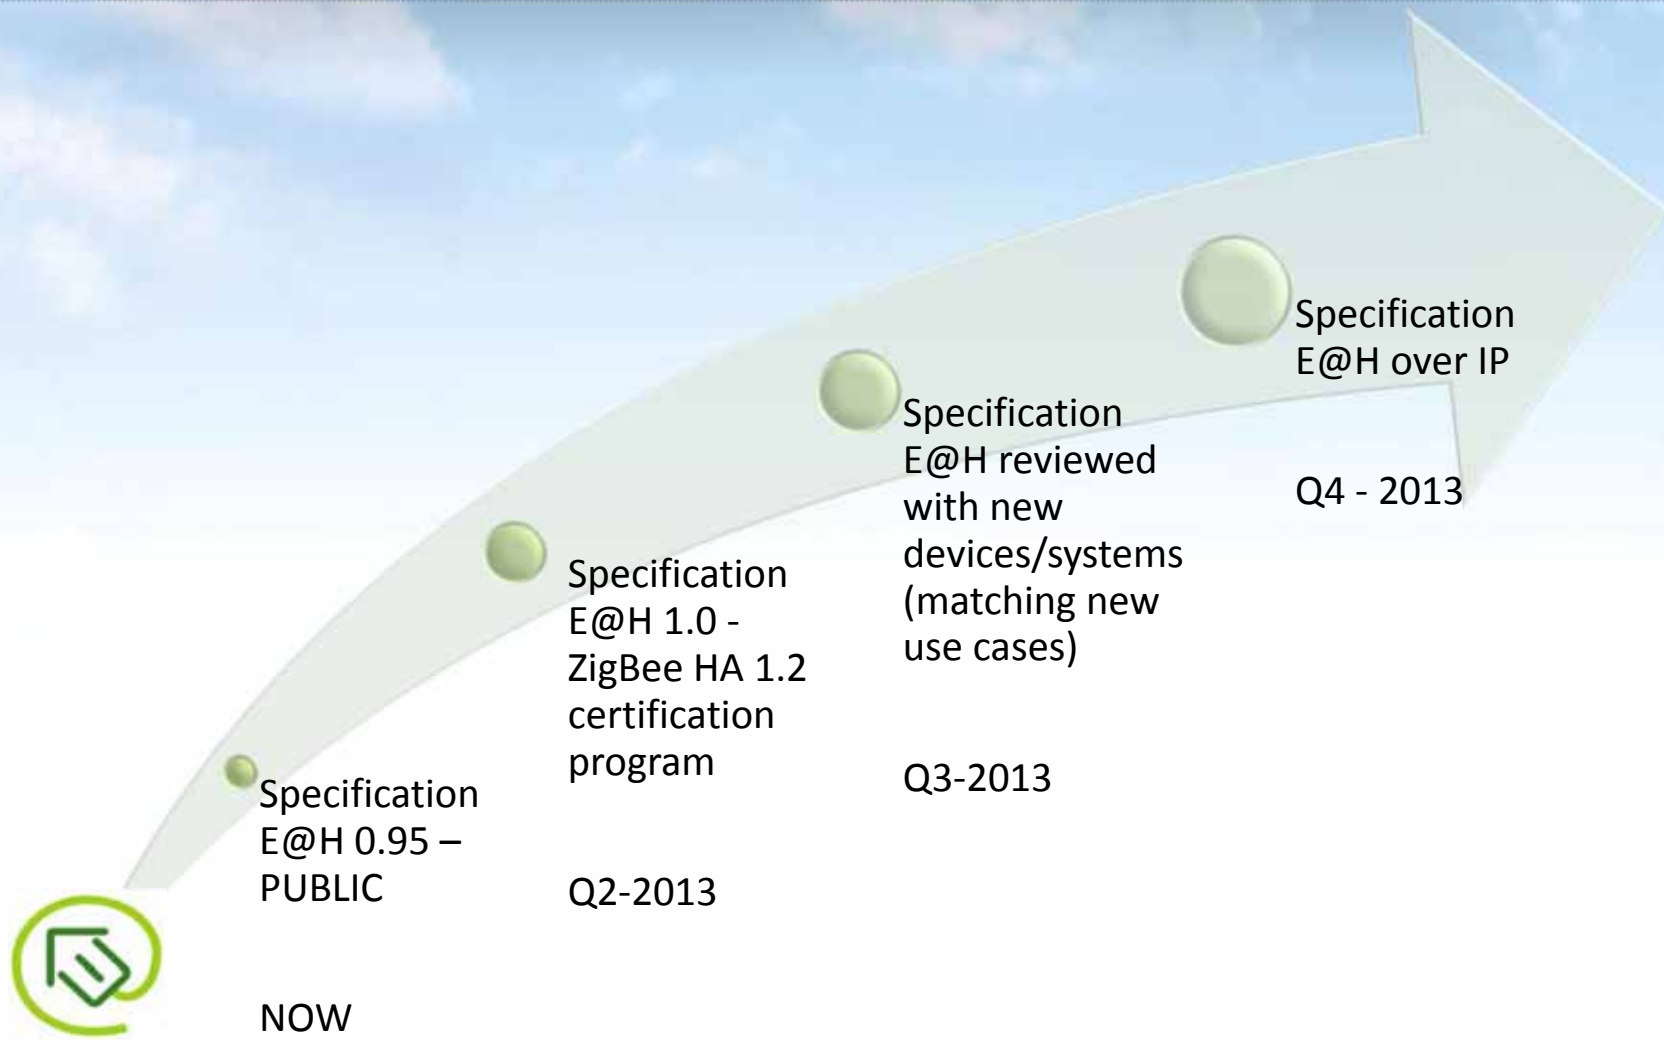 Specification
E@H 0.95 –
PUBLIC
NOW
Specification
E@H 1.0 -
ZigBee HA 1.2
certification
program
Q2-2013
Specification
E@H reviewed
with new
devices/systems
(matching new
use cases)
Q3-2013
Specification
E@H over IP
Q4 - 2013